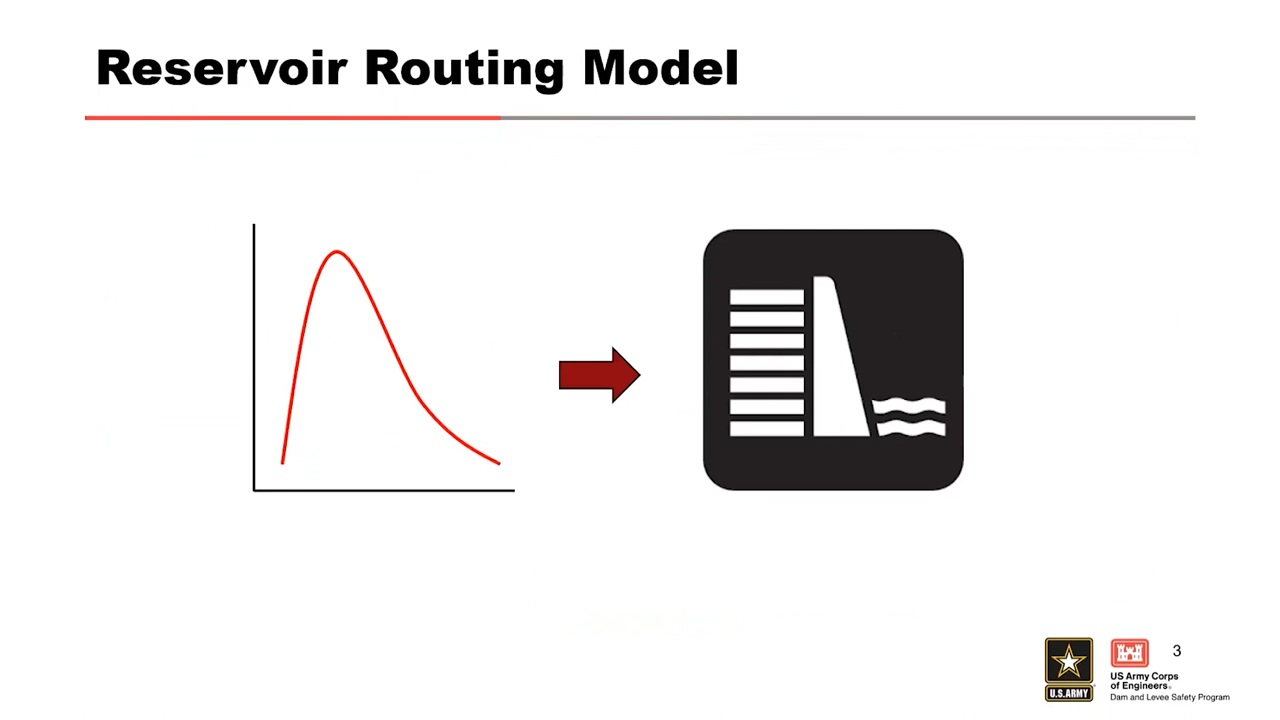 Reservoir Routing Model
3
U.S.ARMY
US Army Corps
of Engineers®
Dam and Levee Safety Program